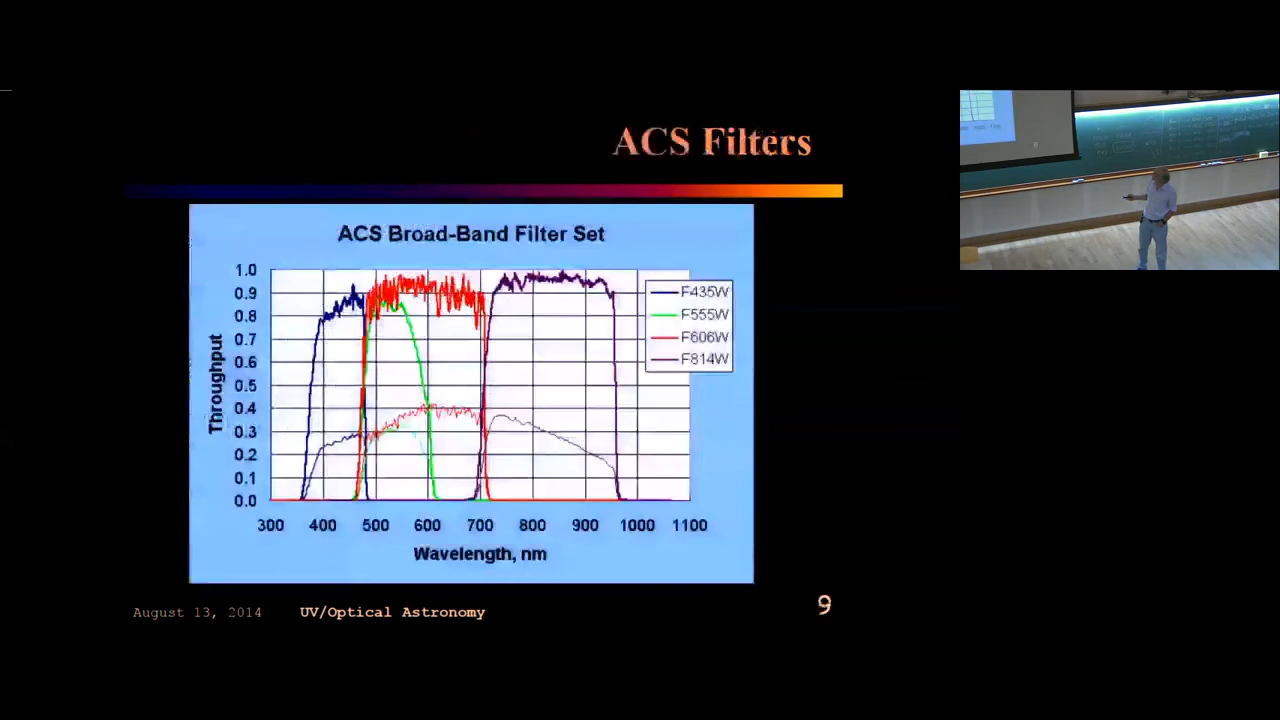 ACS Filters
ACS Broad-Band Filter Set
Throughput
1.0
0.9
0.8
0.7
0.6
0.5
0.4
0.3
0.2
0.1
0.0
300 400 500 600 700 800 900 1000 1100
Wavelength, nm
F435W
F555W
F606W
F814W
August 13, 2014 UV/Optical Astronomy 9